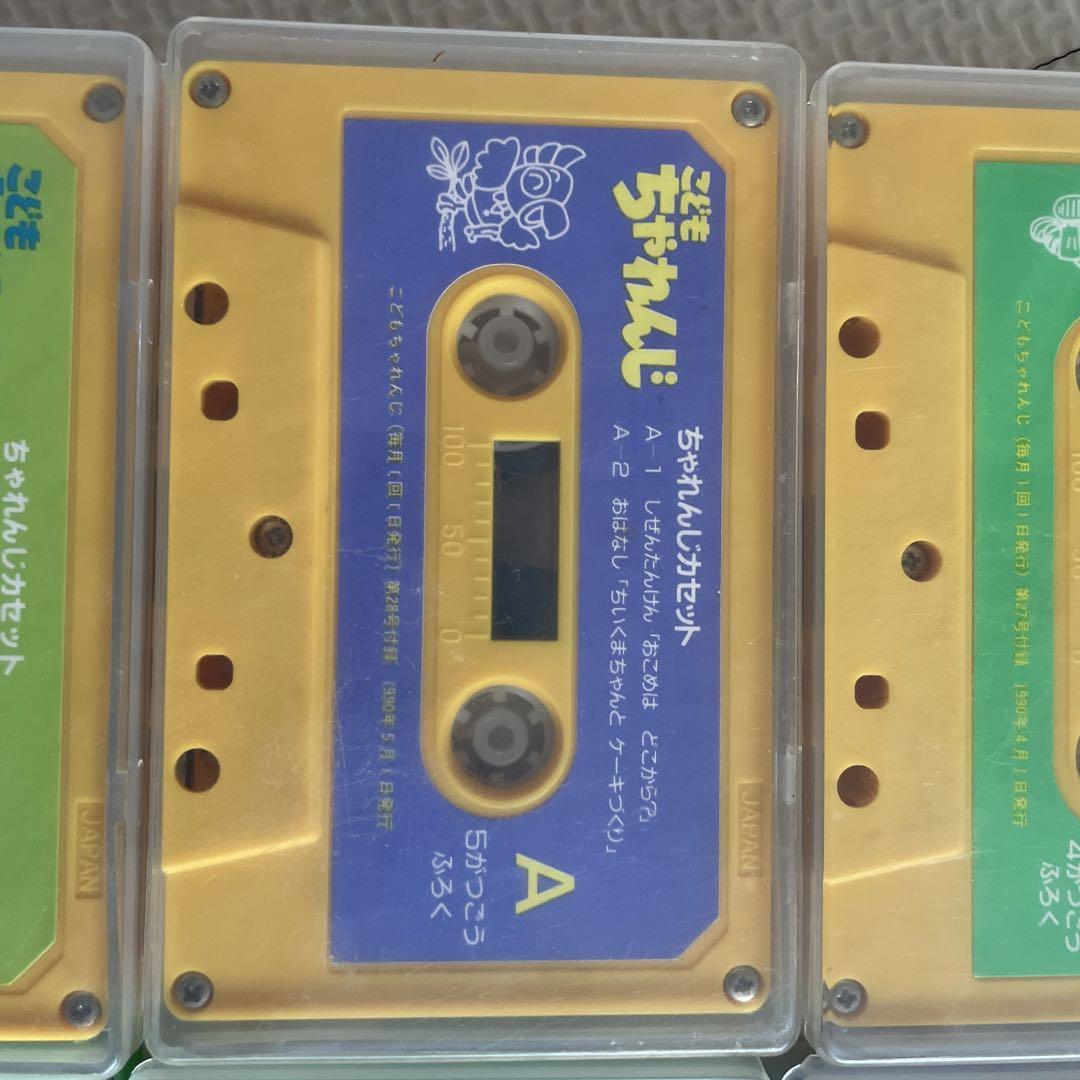 こども
ちゃれんじカセット
JAPAN
こども
ちゃれんじ
ちゃれんじカセット
A-1 しぜんたんけん「おこめは どこから?」
A-2 おはなし「ちいくまちゃんと ケーキづくり」
A
5がつごう
ふろく
100 50 0
こどもちゃれんじ(毎月1回1日発行)第28号付録 1990年5月1日発行
JAPAN
4がつごう
ふろく
こどもちゃれんじ(毎月1回1日発行)第27号付録 1990年4月1日発行